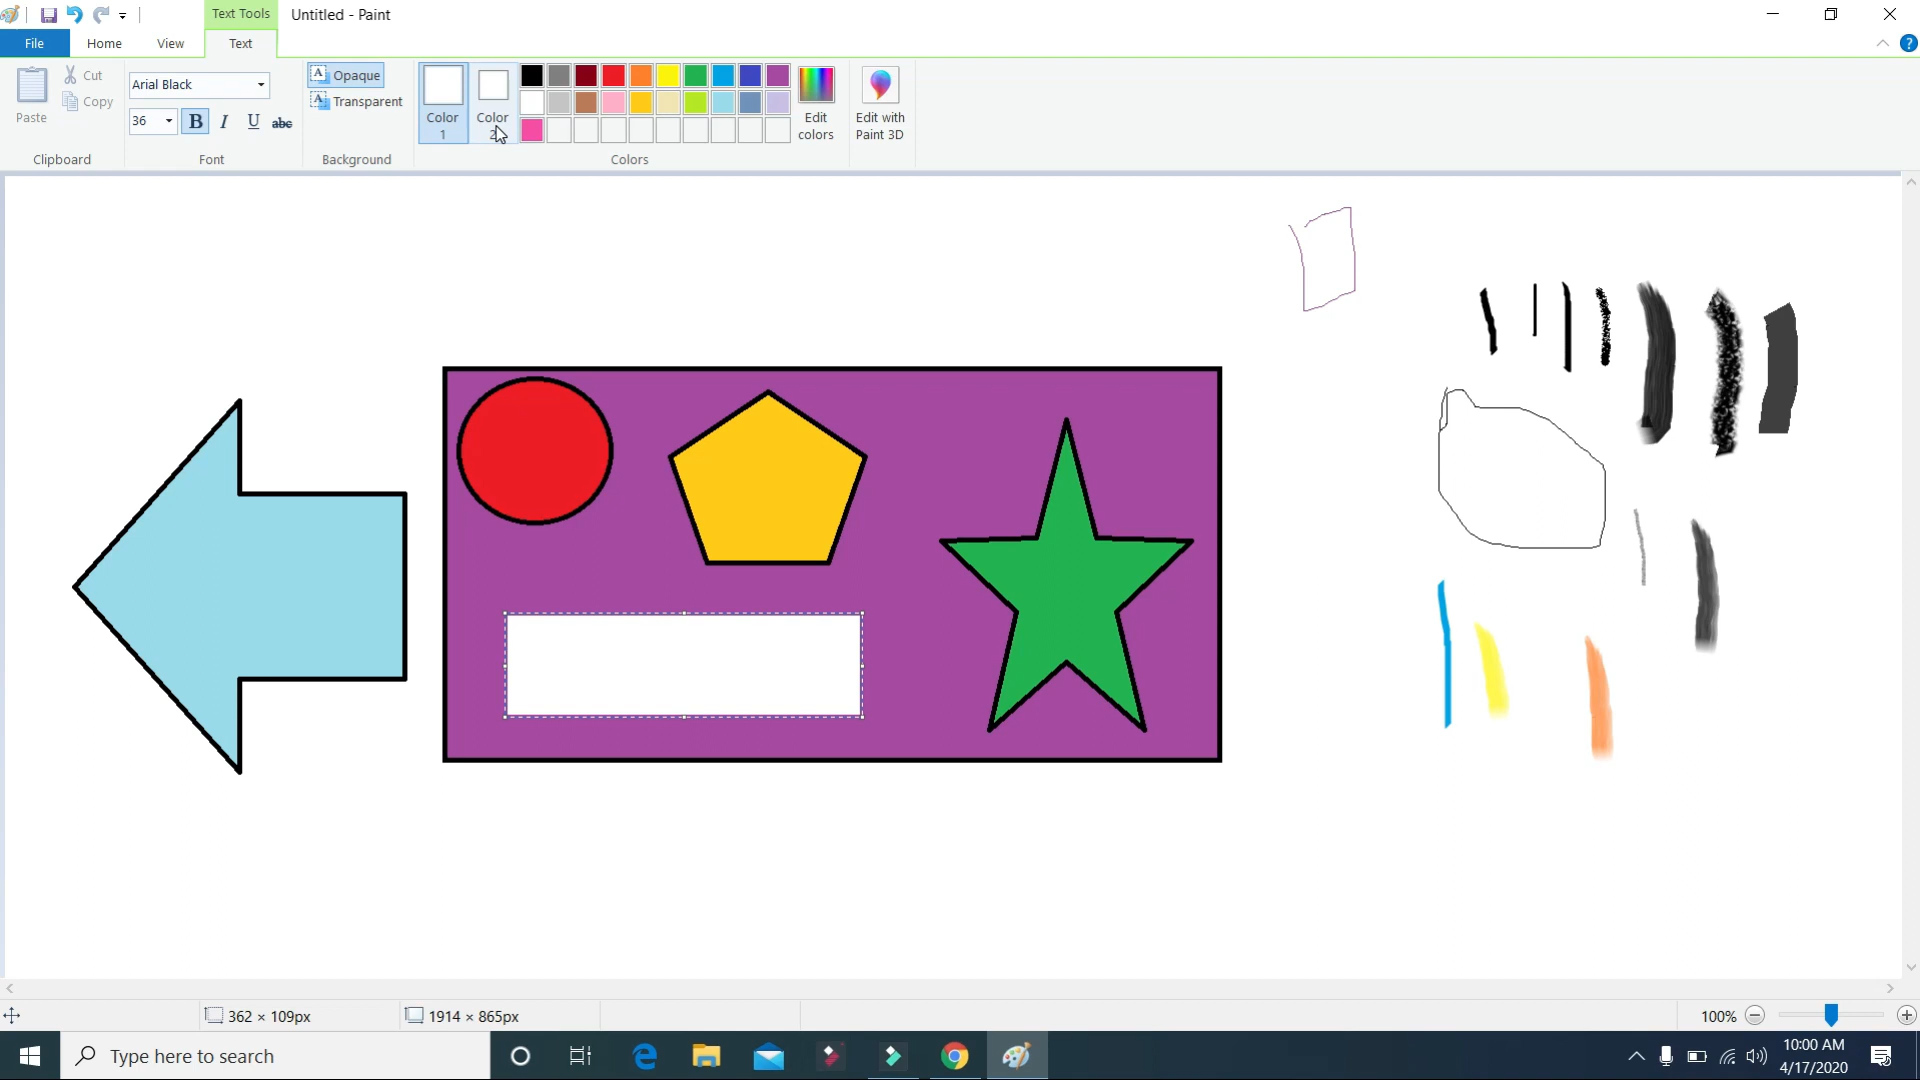 Text Tools
Untitled - Paint
File
Home
View
Text
Paste
Cut
Copy
Clipboard
Arial Black
36
B I U abc
Font
A Opaque
A Transparent
Background
Color 1
Color 2
Edit colors
Edit with Paint 3D
Colors
362 × 109px
1914 × 865px
100%
Type here to search
10:00 AM
4/17/2020